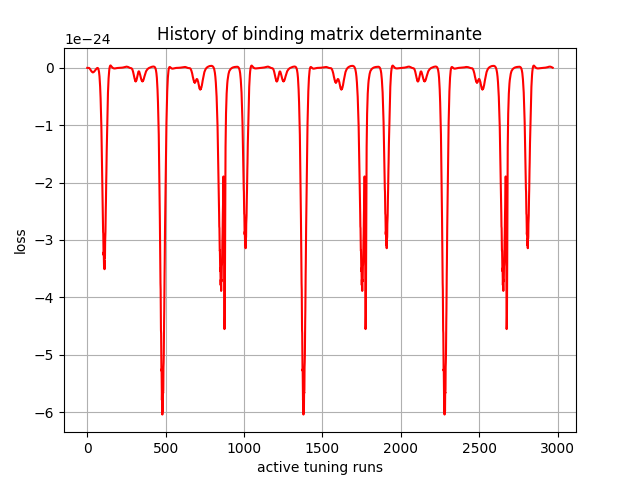 History of binding matrix determinante
1e−24
0
−1
−2
−3
−4
−5
−6
loss
0 500 1000 1500 2000 2500 3000
active tuning runs